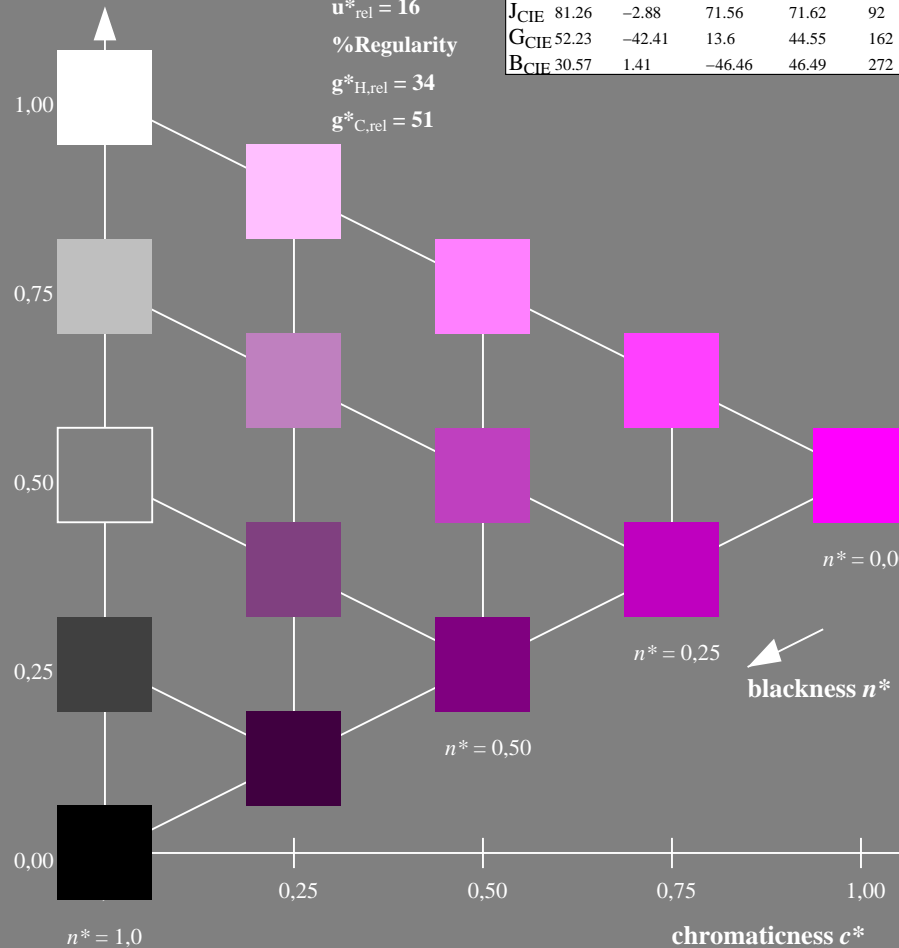 u*rel = 16
%Regularity
g*H,rel = 34
g*C,rel = 51
JCIE 81.26 −2.88 71.56 71.62 92
GCIE 52.23 −42.41 13.6 44.55 162
BCIE 30.57 1.41 −46.46 46.49 272
1,00
0,75
0,50
0,25
0,00
n* = 0,0
n* = 0,25
blackness n*
n* = 0,50
0,25 0,50 0,75 1,00
n* = 1,0
chromaticness c*